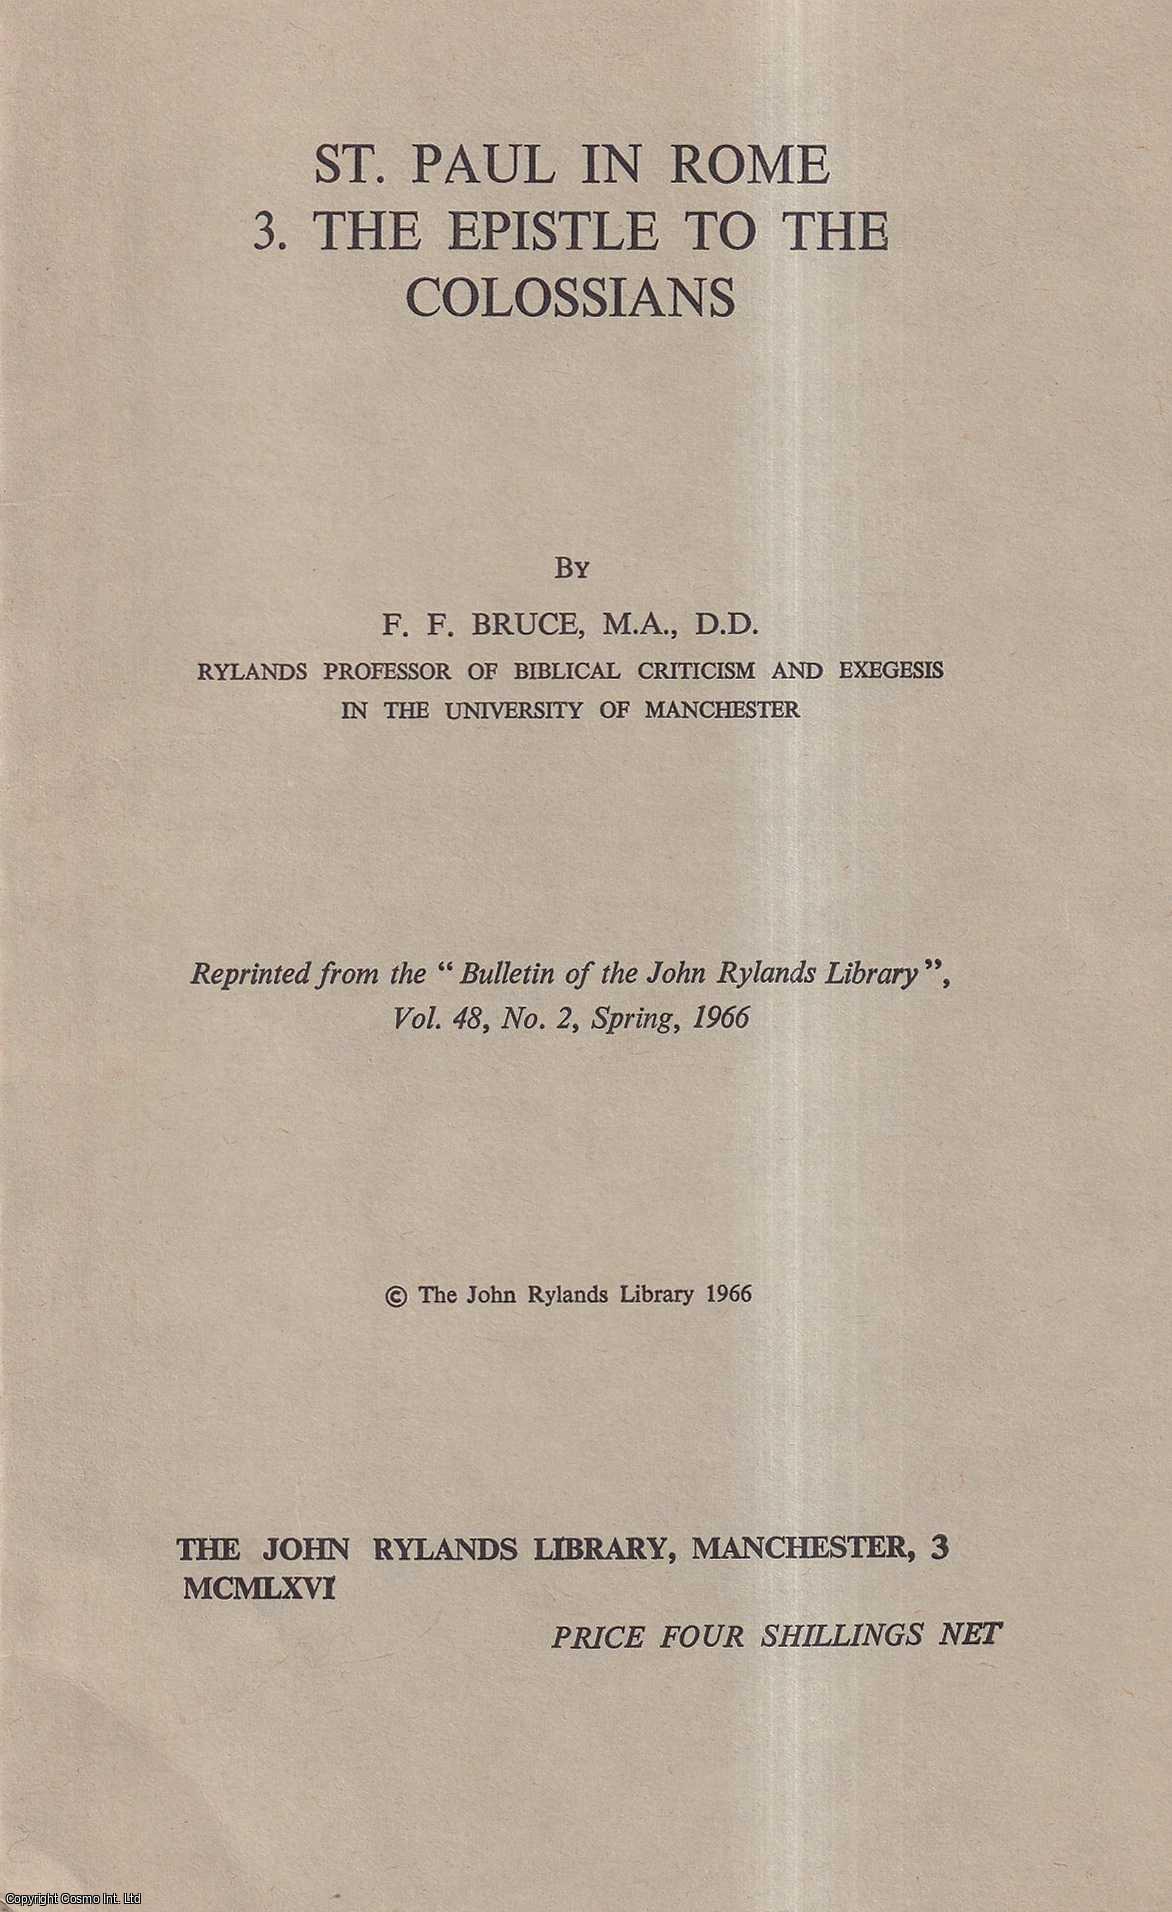 ST. PAUL IN ROME
3. THE EPISTLE TO THE
COLOSSIANS
By
F. F. BRUCE, M.A., D.D.
RYLANDS PROFESSOR OF BIBLICAL CRITICISM AND EXEGESIS
IN THE UNIVERSITY OF MANCHESTER
Reprinted from the “ Bulletin of the John Rylands Library ”,
Vol. 48, No. 2, Spring, 1966
© The John Rylands Library 1966
THE JOHN RYLANDS LIBRARY, MANCHESTER, 3
MCMLXVI
PRICE FOUR SHILLINGS NET
Copyright Cosmo Int. Ltd